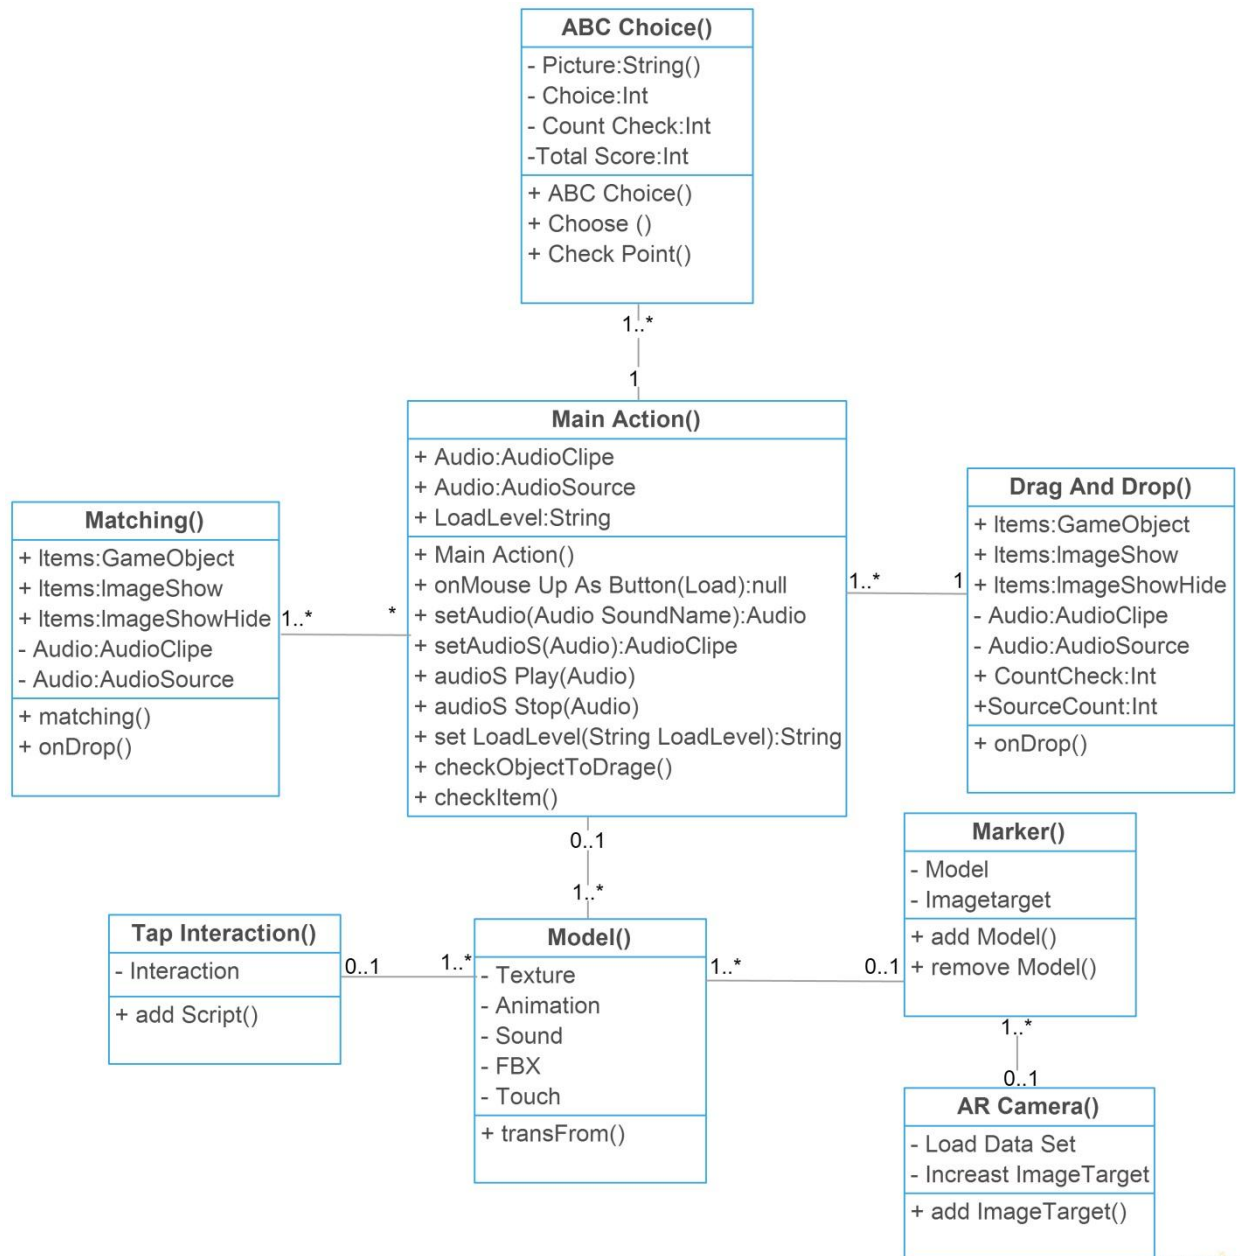 ABC Choice()
- Picture:String()
- Choice:Int
- Count Check:Int
-Total Score:Int
+ ABC Choice()
+ Choose ()
+ Check Point()
1..*
1
Main Action()
+ Audio:AudioClipe
+ Audio:AudioSource
+ LoadLevel:String
+ Main Action()
+ onMouse Up As Button(Load):null
+ setAudio(Audio SoundName):Audio
+ setAudioS(Audio):AudioClipe
+ audioS Play(Audio)
+ audioS Stop(Audio)
+ set LoadLevel(String LoadLevel):String
+ checkObjectToDrage()
+ checkItem()
Matching()
+ Items:GameObject
+ Items:ImageShow
+ Items:ImageShowHide
- Audio:AudioClipe
- Audio:AudioSource
+ matching()
+ onDrop()
1..*
*
1..*
1
Drag And Drop()
+ Items:GameObject
+ Items:ImageShow
+ Items:ImageShowHide
- Audio:AudioClipe
- Audio:AudioSource
+ CountCheck:Int
+SourceCount:Int
+ onDrop()
0..1
1..*
Tap Interaction()
- Interaction
+ add Script()
0..1
1..*
Model()
- Texture
- Animation
- Sound
- FBX
- Touch
+ transFrom()
1..*
0..1
Marker()
- Model
- Imagetarget
+ add Model()
+ remove Model()
1..*
0..1
AR Camera()
- Load Data Set
- Increast ImageTarget
+ add ImageTarget()